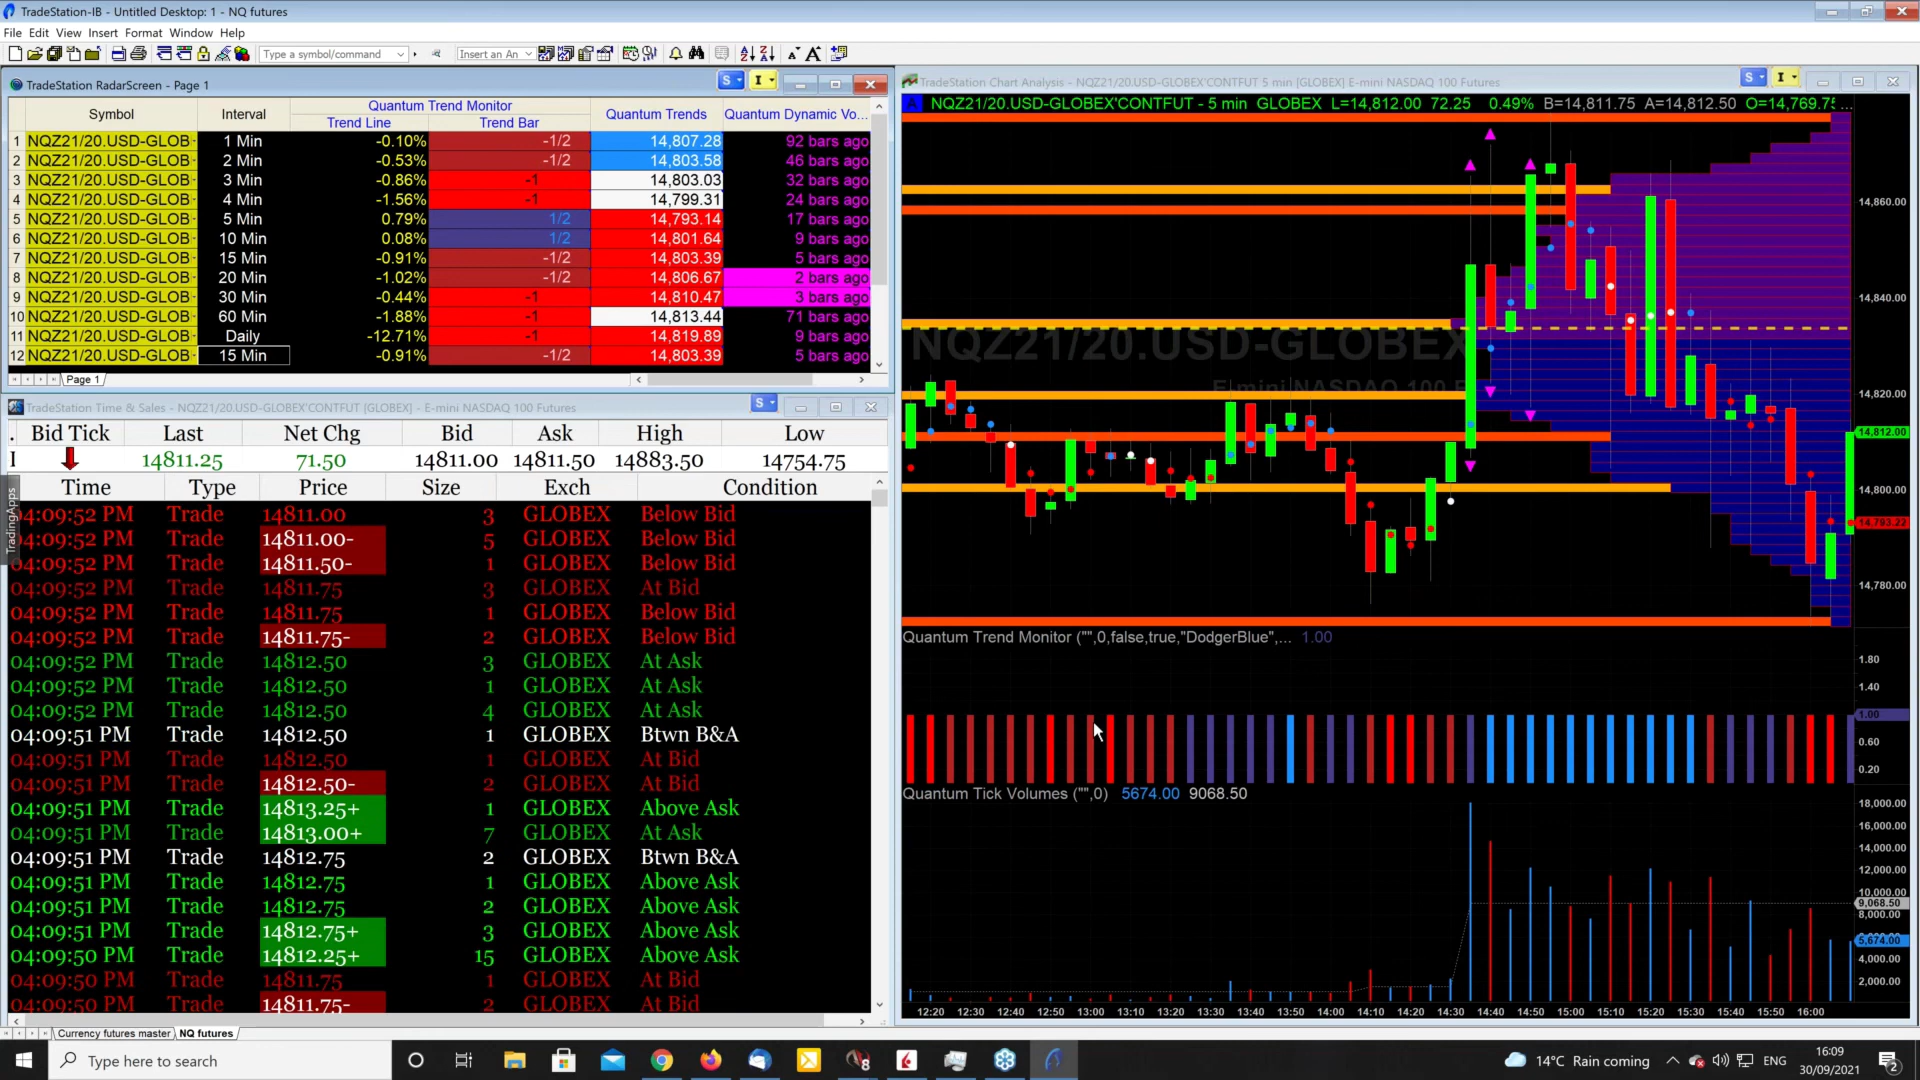 TradeStation-IB - Untitled Desktop: 1 - NQ futures
File Edit View Insert Format Window Help
Type a symbol/command
Insert an An
TradeStation RadarScreen - Page 1
S I
Symbol Interval Quantum Trend Monitor Quantum Trends Quantum Dynamic Vo...
Trend Line Trend Bar
1 NQZ21/20.USD-GLOB 1 Min -0.10% -1/2 14,807.28 92 bars ago
2 NQZ21/20.USD-GLOB 2 Min -0.53% -1/2 14,803.58 46 bars ago
3 NQZ21/20.USD-GLOB 3 Min -0.86% -1 14,803.03 32 bars ago
4 NQZ21/20.USD-GLOB 4 Min -1.56% -1 14,799.31 24 bars ago
5 NQZ21/20.USD-GLOB 5 Min 0.79% 1/2 14,793.14 17 bars ago
6 NQZ21/20.USD-GLOB 10 Min 0.08% 1/2 14,801.64 9 bars ago
7 NQZ21/20.USD-GLOB 15 Min -0.91% -1/2 14,803.39 5 bars ago
8 NQZ21/20.USD-GLOB 20 Min -1.02% -1/2 14,806.67 2 bars ago
9 NQZ21/20.USD-GLOB 30 Min -0.44% -1 14,810.47 3 bars ago
10 NQZ21/20.USD-GLOB 60 Min -1.88% -1 14,813.44 71 bars ago
11 NQZ21/20.USD-GLOB Daily -12.71% -1 14,819.89 9 bars ago
12 NQZ21/20.USD-GLOB 15 Min -0.91% -1/2 14,803.39 5 bars ago
Page 1
TradeStation Time & Sales - NQZ21/20.USD-GLOBEX'CONTFUT [GLOBEX] - E-mini NASDAQ 100 Futures
S
. Bid Tick Last Net Chg Bid Ask High Low
I 14811.25 71.50 14811.00 14811.50 14883.50 14754.75
Time Type Price Size Exch Condition
04:09:52 PM Trade 14811.00 3 GLOBEX Below Bid
04:09:52 PM Trade 14811.00- 5 GLOBEX Below Bid
04:09:52 PM Trade 14811.50- 1 GLOBEX Below Bid
04:09:52 PM Trade 14811.75 3 GLOBEX At Bid
04:09:52 PM Trade 14811.75 1 GLOBEX Below Bid
04:09:52 PM Trade 14811.75- 2 GLOBEX Below Bid
04:09:52 PM Trade 14812.50 3 GLOBEX At Ask
04:09:52 PM Trade 14812.50 1 GLOBEX At Ask
04:09:52 PM Trade 14812.50 4 GLOBEX At Ask
04:09:51 PM Trade 14812.50 1 GLOBEX Btwn B&A
04:09:51 PM Trade 14812.50 1 GLOBEX At Bid
04:09:51 PM Trade 14812.50- 2 GLOBEX At Bid
04:09:51 PM Trade 14813.25+ 1 GLOBEX Above Ask
04:09:51 PM Trade 14813.00+ 7 GLOBEX At Ask
04:09:51 PM Trade 14812.75 2 GLOBEX Btwn B&A
04:09:51 PM Trade 14812.75 1 GLOBEX Above Ask
04:09:51 PM Trade 14812.75 2 GLOBEX Above Ask
04:09:51 PM Trade 14812.75+ 3 GLOBEX Above Ask
04:09:50 PM Trade 14812.25+ 15 GLOBEX Above Ask
04:09:50 PM Trade 14811.75 1 GLOBEX At Bid
04:09:50 PM Trade 14811.75- 2 GLOBEX At Bid
TradingApps
Currency futures master NQ futures
TradeStation Chart Analysis - NQZ21/20.USD-GLOBEX'CONTFUT 5 min [GLOBEX] E-mini NASDAQ 100 Futures
S I
A NQZ21/20.USD-GLOBEX'CONTFUT - 5 min GLOBEX L=14,812.00 72.25 0.49% B=14,811.75 A=14,812.50 O=14,769.75 ...
NQZ21/20.USD-GLOBEX
E-mini NASDAQ 100 F
14,860.00
14,840.00
14,820.00
14,812.00
14,800.00
14,793.22
14,780.00
Quantum Trend Monitor ("",0,false,true,"DodgerBlue",... 1.00
1.80
1.40
1.00
0.60
0.20
Quantum Tick Volumes ("",0) 5674.00 9068.50
18,000.00
16,000.00
14,000.00
12,000.00
10,000.00
9,068.50
8,000.00
5,674.00
4,000.00
2,000.00
12:20 12:30 12:40 12:50 13:00 13:10 13:20 13:30 13:40 13:50 14:00 14:10 14:20 14:30 14:40 14:50 15:00 15:10 15:20 15:30 15:40 15:50 16:00
Type here to search
14°C Rain coming
ENG
16:09
30/09/2021
2